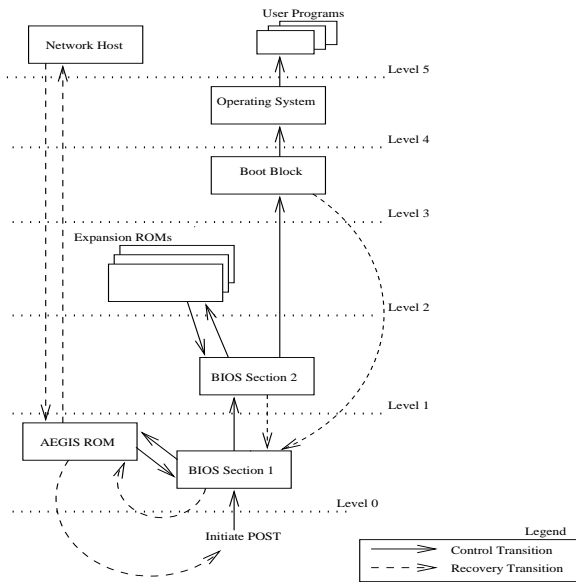 User Programs
Network Host
Level 5
Operating System
Level 4
Boot Block
Level 3
Expansion ROMs
Level 2
BIOS Section 2
Level 1
AEGIS ROM
BIOS Section 1
Level 0
Initiate POST
Legend
Control Transition
Recovery Transition